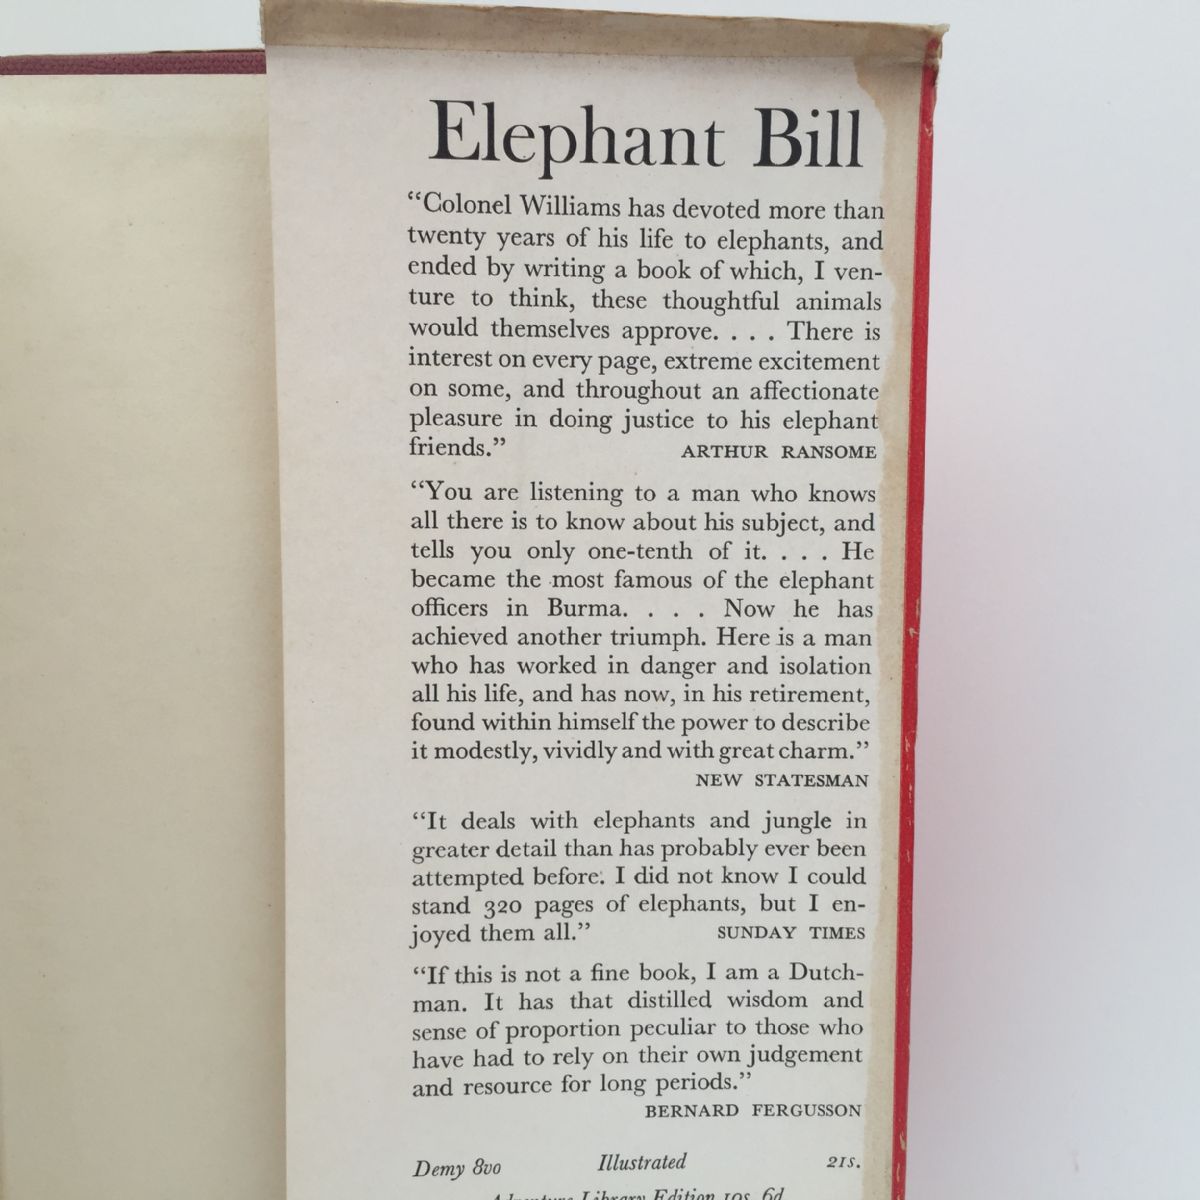 Elephant Bill
“Colonel Williams has devoted more than
twenty years of his life to elephants, and
ended by writing a book of which, I ven-
ture to think, these thoughtful animals
would themselves approve. . . . There is
interest on every page, extreme excitement
on some, and throughout an affectionate
pleasure in doing justice to his elephant
friends.” ARTHUR RANSOME
“You are listening to a man who knows
all there is to know about his subject, and
tells you only one-tenth of it. . . . He
became the most famous of the elephant
officers in Burma. . . . Now he has
achieved another triumph. Here is a man
who has worked in danger and isolation
all his life, and has now, in his retirement,
found within himself the power to describe
it modestly, vividly and with great charm.”
NEW STATESMAN
“It deals with elephants and jungle in
greater detail than has probably ever been
attempted before. I did not know I could
stand 320 pages of elephants, but I en-
joyed them all.” SUNDAY TIMES
“If this is not a fine book, I am a Dutch-
man. It has that distilled wisdom and
sense of proportion peculiar to those who
have had to rely on their own judgement
and resource for long periods.”
BERNARD FERGUSSON
Demy 8vo Illustrated 21s.
Adventure Library Edition 10s. 6d.